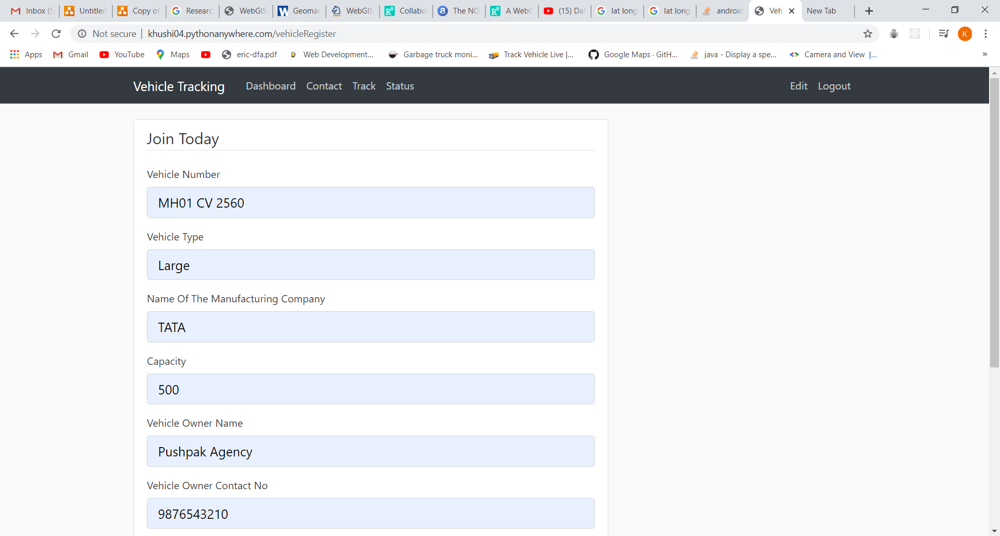 Inbox (5 Untitled Copy of Researc WebGIS Geomar WebGIS Collabo The NO A WebG (15) Dat lat long lat long android Vehi New Tab
Not secure | khushi04.pythonanywhere.com/vehicleRegister K
Apps Gmail YouTube Maps eric-dfa.pdf Web Development... Garbage truck moni... Track Vehicle Live |... Google Maps · GitH... java - Display a spe... Camera and View |... »
Vehicle Tracking Dashboard Contact Track Status Edit Logout
Join Today
Vehicle Number
MH01 CV 2560
Vehicle Type
Large
Name Of The Manufacturing Company
TATA
Capacity
500
Vehicle Owner Name
Pushpak Agency
Vehicle Owner Contact No
9876543210